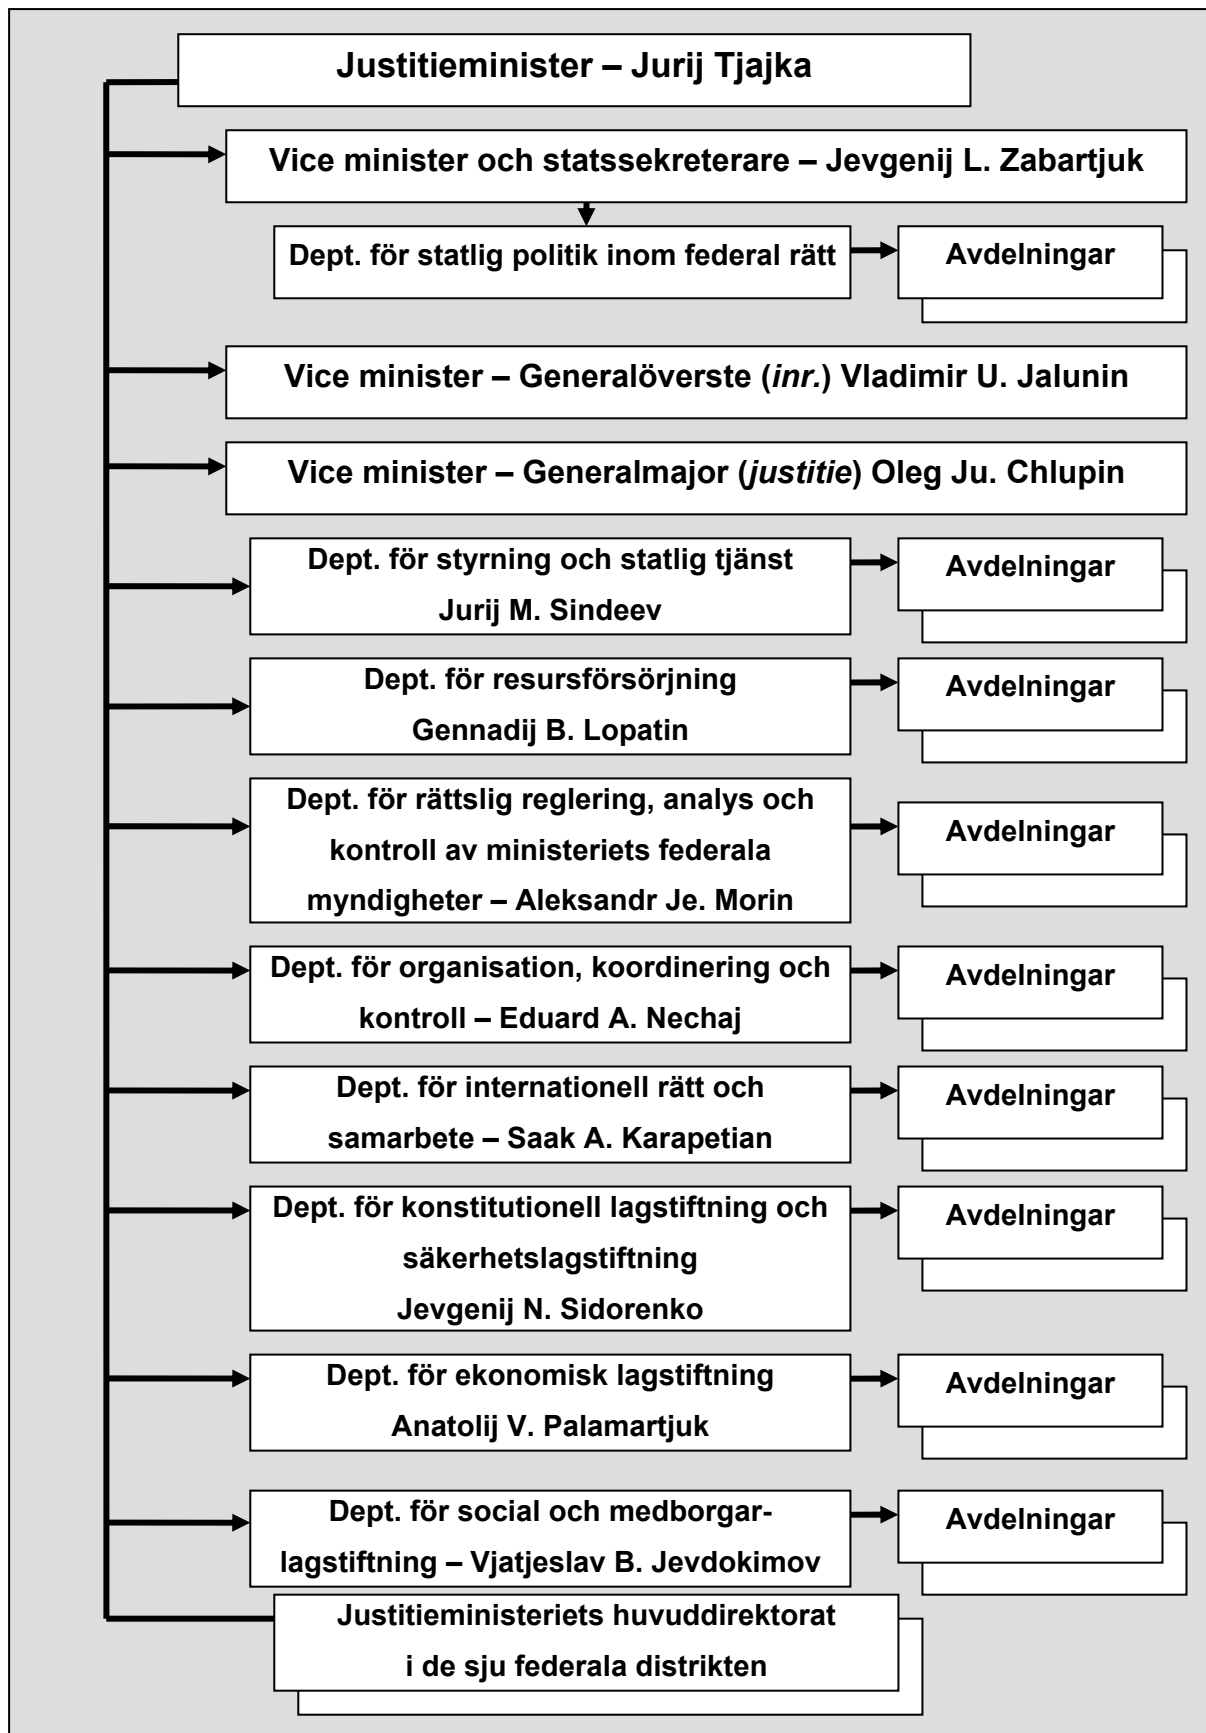 Justitieminister – Jurij Tjajka
Vice minister och statssekreterare – Jevgenij L. Zabartjuk
Dept. för statlig politik inom federal rätt
Avdelningar
Vice minister – Generalöverste (inr.) Vladimir U. Jalunin
Vice minister – Generalmajor (justitie) Oleg Ju. Chlupin
Dept. för styrning och statlig tjänst
Jurij M. Sindeev
Avdelningar
Dept. för resursförsörjning
Gennadij B. Lopatin
Avdelningar
Dept. för rättslig reglering, analys och
kontroll av ministeriets federala
myndigheter – Aleksandr Je. Morin
Avdelningar
Dept. för organisation, koordinering och
kontroll – Eduard A. Nechaj
Avdelningar
Dept. för internationell rätt och
samarbete – Saak A. Karapetian
Avdelningar
Dept. för konstitutionell lagstiftning och
säkerhetslagstiftning
Jevgenij N. Sidorenko
Avdelningar
Dept. för ekonomisk lagstiftning
Anatolij V. Palamartjuk
Avdelningar
Dept. för social och medborgar-
lagstiftning – Vjatjeslav B. Jevdokimov
Avdelningar
Justitieministeriets huvuddirektorat
i de sju federala distrikten